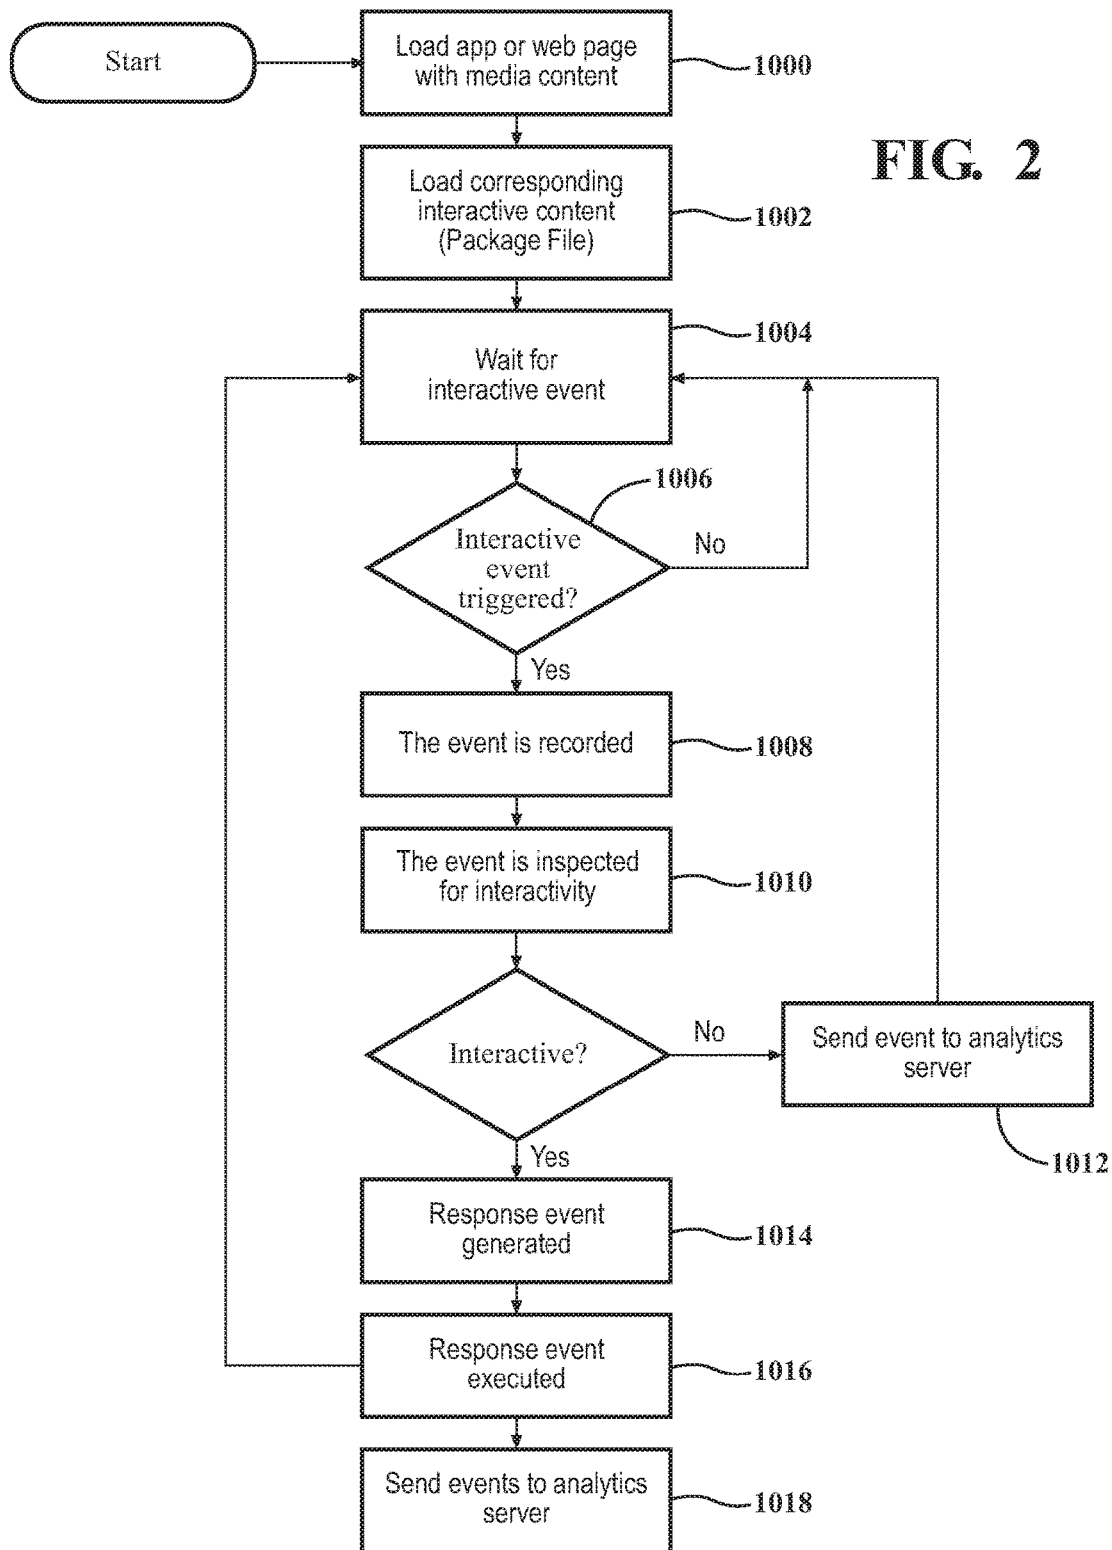 Start
Load app or web page
with media content
1000
FIG. 2
Load corresponding
interactive content
(Package File)
1002
Wait for
interactive event
1004
1006
Interactive
event
triggered?
No
Yes
The event is recorded
1008
The event is inspected
for interactivity
1010
Interactive?
No
Send event to analytics
server
1012
Yes
Response event
generated
1014
Response event
executed
1016
Send events to analytics
server
1018